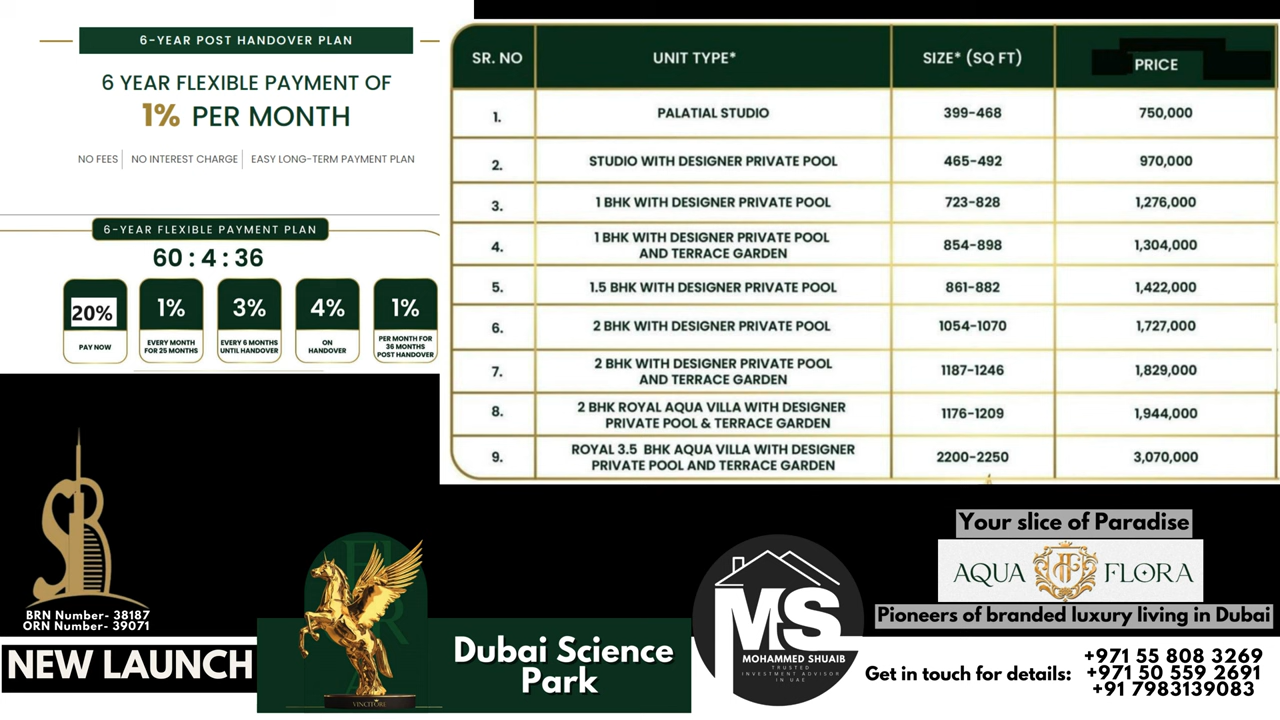 6-YEAR POST HANDOVER PLAN
6 YEAR FLEXIBLE PAYMENT OF
1% PER MONTH
NO FEES | NO INTEREST CHARGE | EASY LONG-TERM PAYMENT PLAN
6-YEAR FLEXIBLE PAYMENT PLAN
60 : 4 : 36
20% 1% 3% 4% 1%
PAY NOW
EVERY MONTH
FOR 25 MONTHS
EVERY 6 MONTHS
UNTIL HANDOVER
ON
HANDOVER
PER MONTH FOR
36 MONTHS
POST HANDOVER
SR. NO UNIT TYPE* SIZE* (SQ FT) PRICE
1. PALATIAL STUDIO 399-468 750,000
2. STUDIO WITH DESIGNER PRIVATE POOL 465-492 970,000
3. 1 BHK WITH DESIGNER PRIVATE POOL 723-828 1,276,000
4. 1 BHK WITH DESIGNER PRIVATE POOL
AND TERRACE GARDEN 854-898 1,304,000
5. 1.5 BHK WITH DESIGNER PRIVATE POOL 861-882 1,422,000
6. 2 BHK WITH DESIGNER PRIVATE POOL 1054-1070 1,727,000
7. 2 BHK WITH DESIGNER PRIVATE POOL
AND TERRACE GARDEN 1187-1246 1,829,000
8. 2 BHK ROYAL AQUA VILLA WITH DESIGNER
PRIVATE POOL & TERRACE GARDEN 1176-1209 1,944,000
9. ROYAL 3.5 BHK AQUA VILLA WITH DESIGNER
PRIVATE POOL AND TERRACE GARDEN 2200-2250 3,070,000
SB
BRN Number- 38187
ORN Number- 39071
NEW LAUNCH
VINCITORE
Dubai Science
Park
MS
MOHAMMED SHUAIB
TRUSTED
INVESTMENT ADVISOR
IN UAE
Your slice of Paradise
AQUA FLORA
Pioneers of branded luxury living in Dubai
Get in touch for details:
+971 55 808 3269
+971 50 559 2691
+91 7983139083